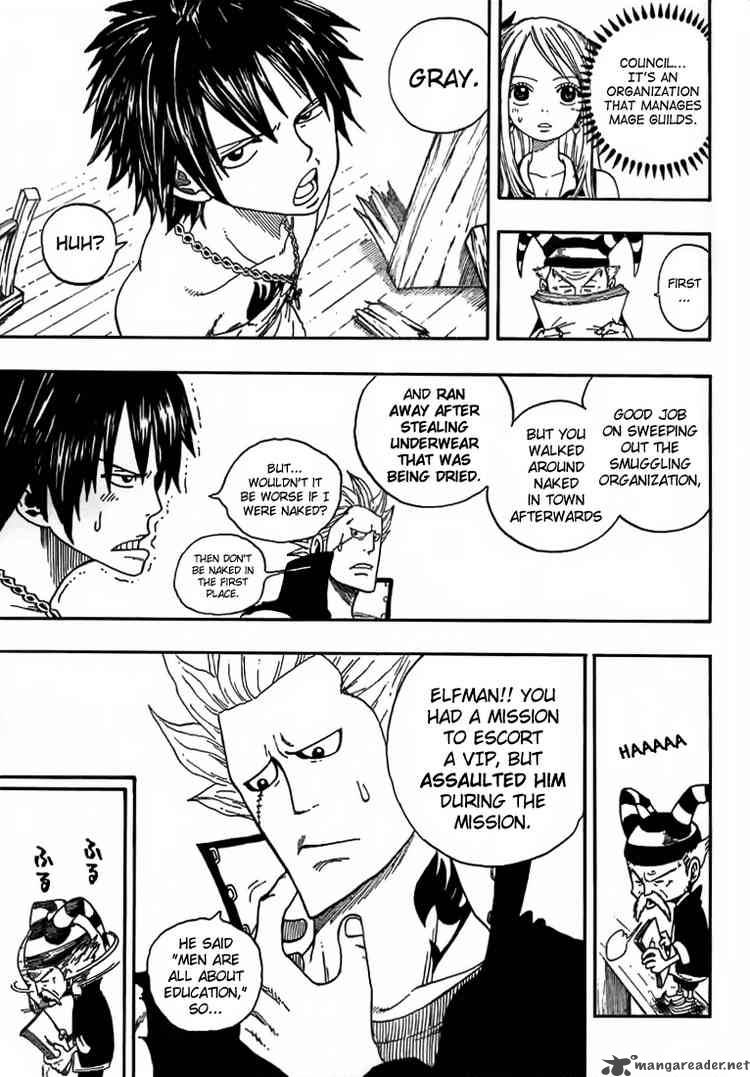 COUNCIL...
IT'S AN
ORGANIZATION
THAT MANAGES
MAGE GUILDS.
FIRST
...
GRAY.
HUH?
GOOD JOB
ON SWEEPING
OUT THE
SMUGGLING
ORGANIZATION,
BUT YOU
WALKED
AROUND
NAKED
IN TOWN
AFTERWARDS
AND RAN
AWAY AFTER
STEALING
UNDERWEAR
THAT WAS
BEING DRIED.
BUT...
WOULDN'T IT
BE WORSE IF
I WERE NAKED?
THEN DON'T
BE NAKED IN
THE FIRST
PLACE.
HAAAAA
ELFMAN!! YOU
HAD A MISSION
TO ESCORT
A VIP, BUT
ASSAULTED HIM
DURING THE
MISSION.
HE SAID
"MEN ARE
ALL ABOUT
EDUCATION,"
SO...
ふる
ふる
mangareader.net